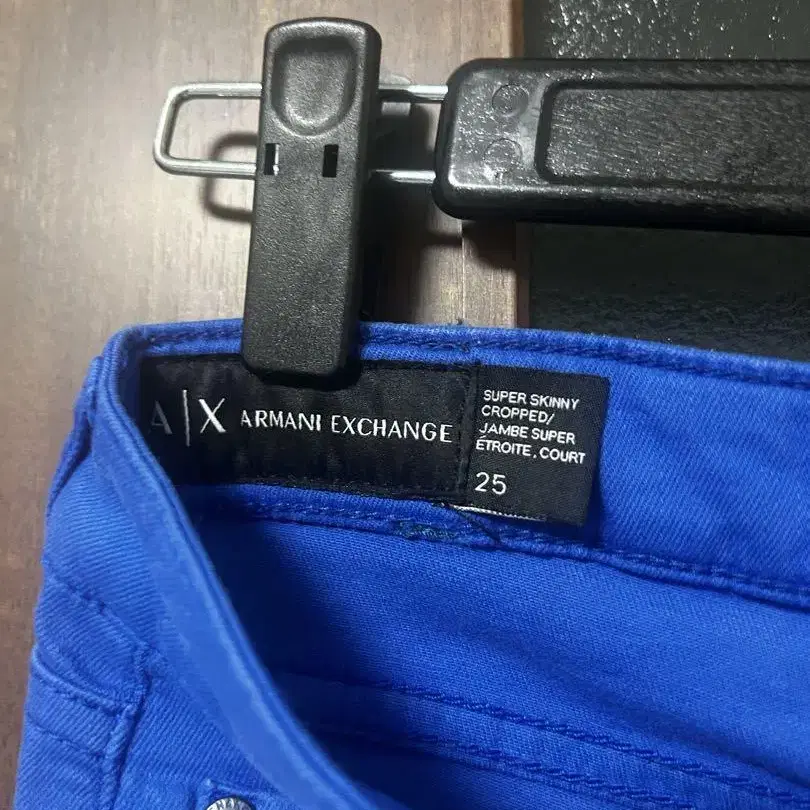 A|X ARMANI EXCHANGE
SUPER SKINNY
CROPPED/
JAMBE SUPER
ÉTROITE, COURT
25